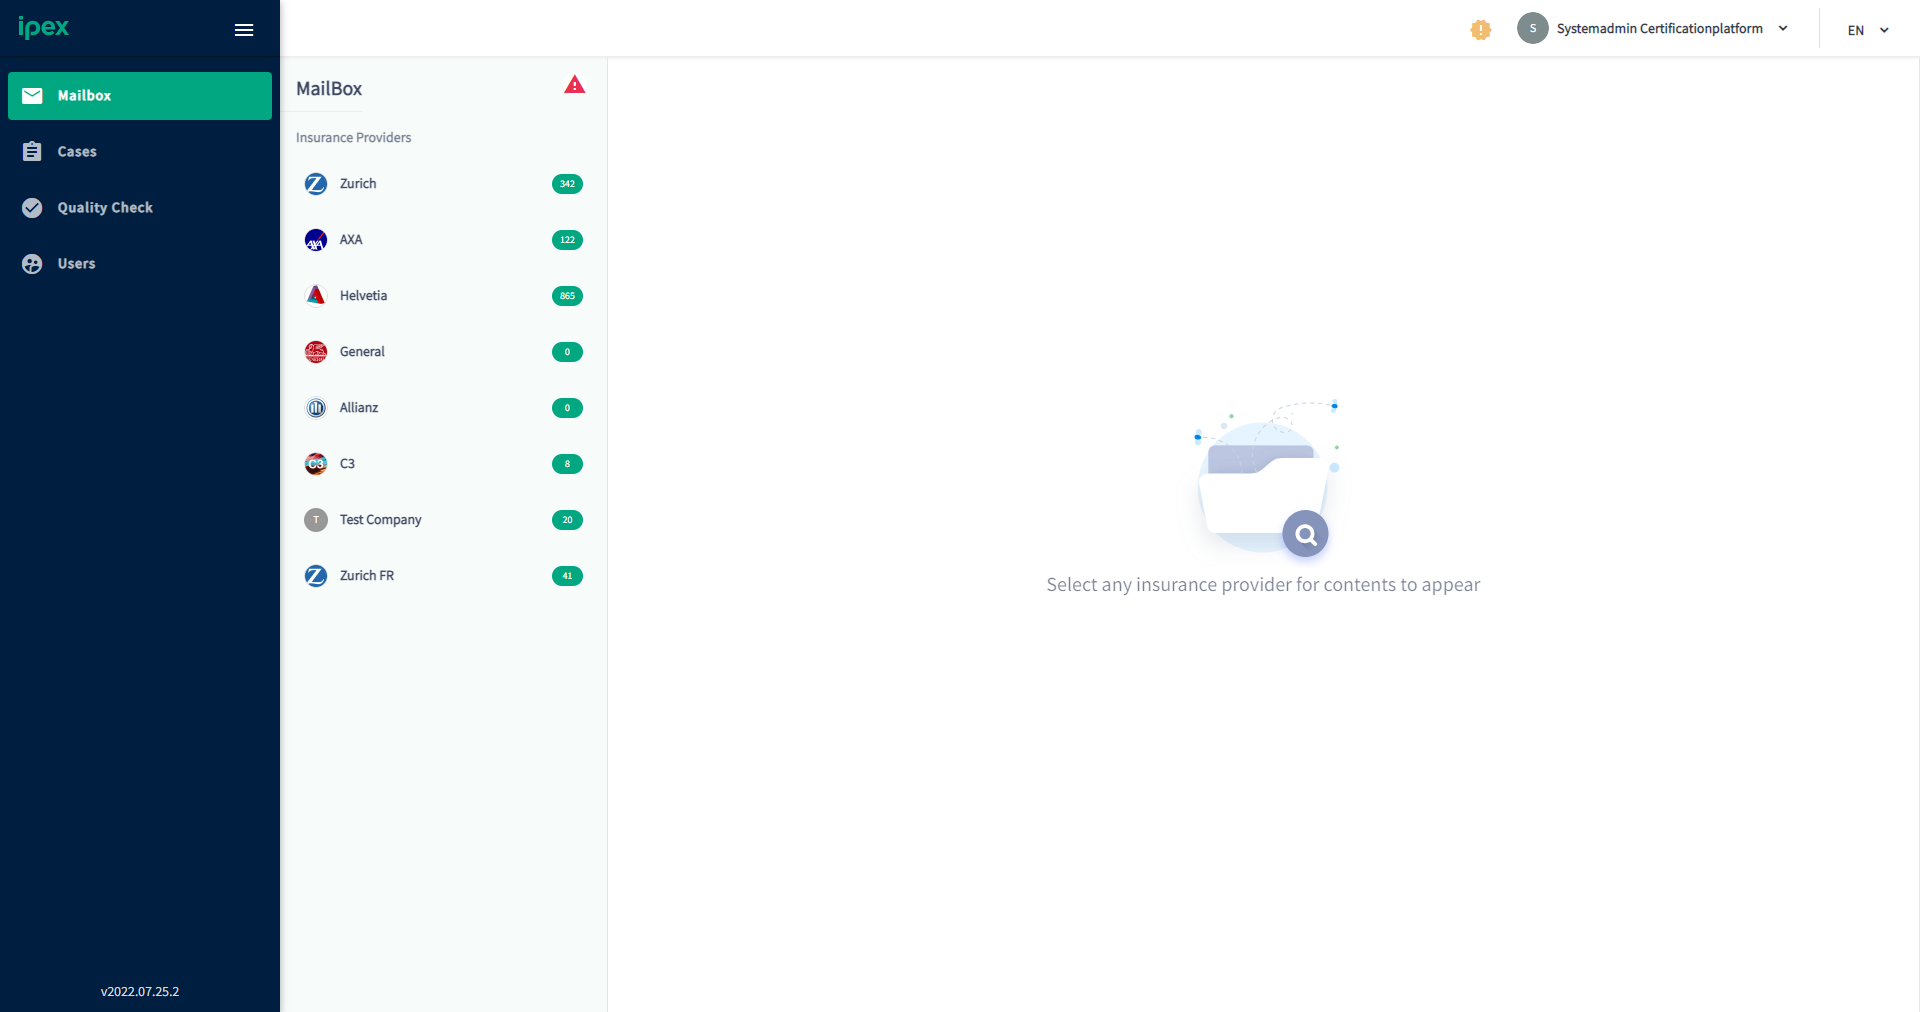 ipex
Systemadmin Certificationplatform
S
EN
Mailbox
Cases
Quality Check
Users
v2022.07.25.2
MailBox
Insurance Providers
Zurich 342
AXA 122
Helvetia 865
General 0
Allianz 0
C3 C3 8
T Test Company 20
Zurich FR 41
Select any insurance provider for contents to appear